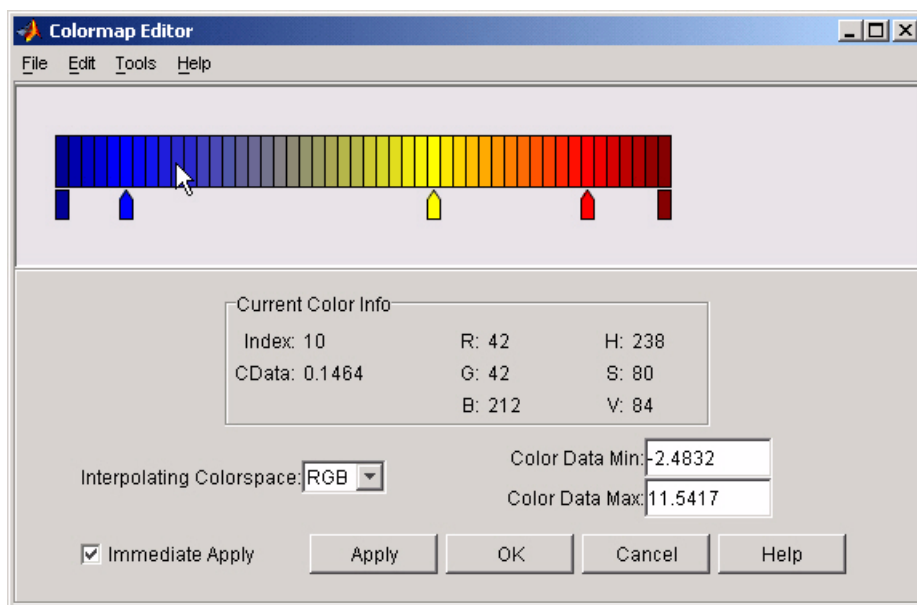 Colormap Editor
File Edit Tools Help
Current Color Info
Index: 10 R: 42 H: 238
CData: 0.1464 G: 42 S: 80
B: 212 V: 84
Interpolating Colorspace: RGB
Color Data Min: -2.4832
Color Data Max: 11.5417
Immediate Apply Apply OK Cancel Help